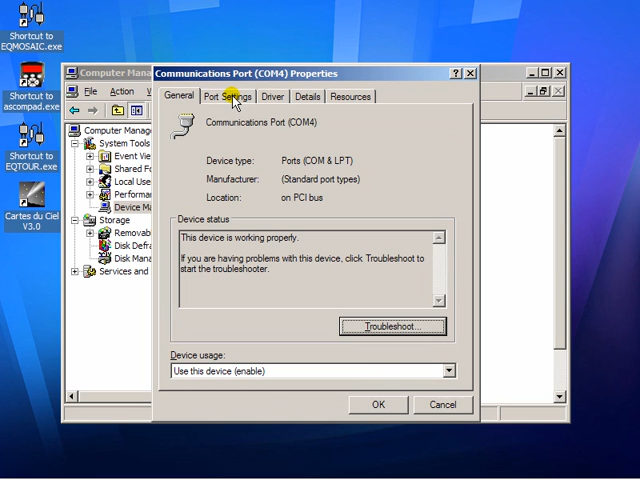 Shortcut to
EQMOSAIC.exe
Shortcut to
ascompad.exe
Shortcut to
EQTOUR.exe
Cartes du Ciel
V3.0
Computer Mana
File Action
Computer Manage
System Tools
Event Vie
Shared Fo
Local Use
Performa
Device Ma
Storage
Removab
Disk Defra
Disk Mana
Services and
Communications Port (COM4) Properties
General Port Settings Driver Details Resources
Communications Port (COM4)
Device type: Ports (COM & LPT)
Manufacturer: (Standard port types)
Location: on PCI bus
Device status
This device is working properly.
If you are having problems with this device, click Troubleshoot to
start the troubleshooter.
Troubleshoot...
Device usage:
Use this device (enable)
OK Cancel